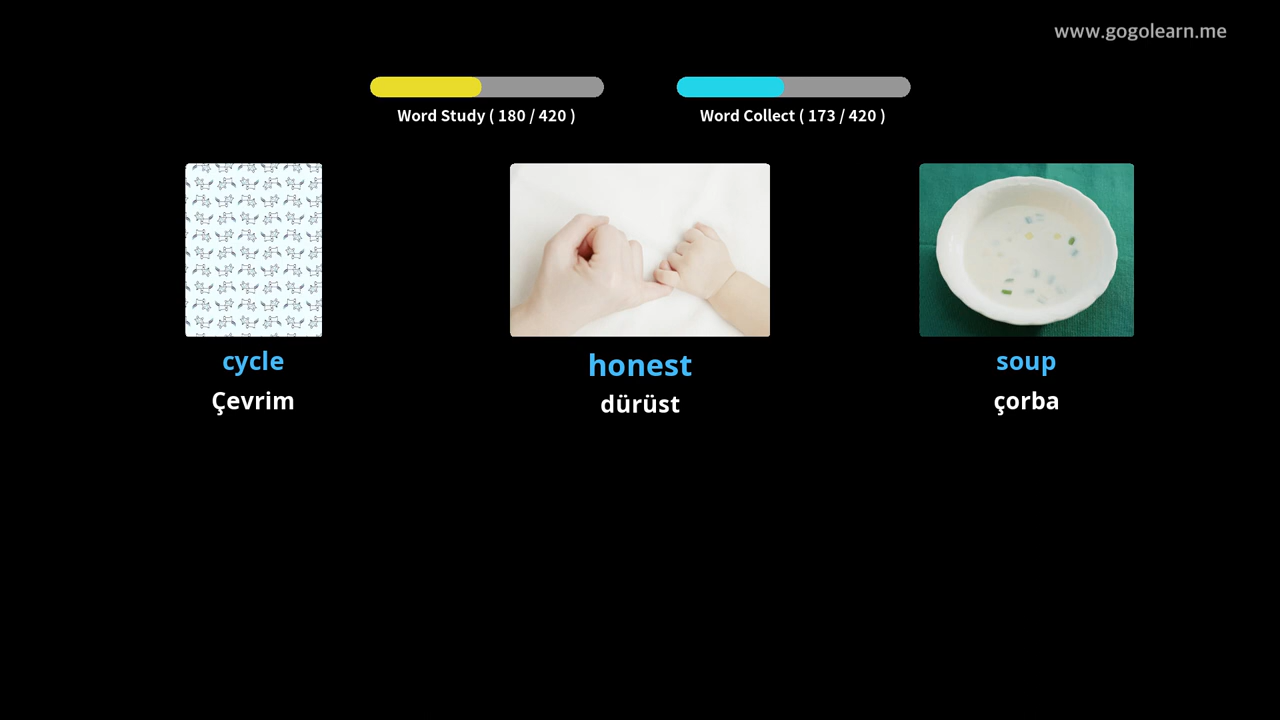 www.gogolearn.me
Word Study ( 180 / 420 )
Word Collect ( 173 / 420 )
cycle
Çevrim
honest
dürüst
soup
çorba